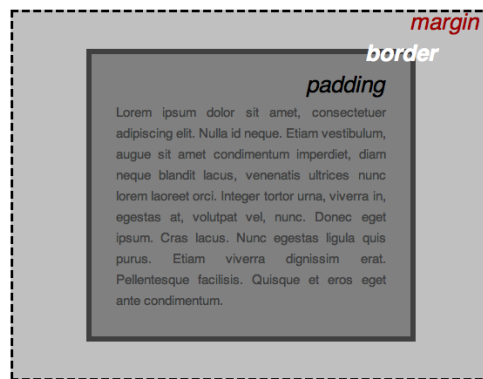 margin
border
padding
Lorem ipsum dolor sit amet, consectetuer
adipiscing elit. Nulla id neque. Etiam vestibulum,
augue sit amet condimentum imperdiet, diam
neque blandit lacus, venenatis ultrices nunc
lorem laoreet orci. Integer tortor urna, viverra in,
egestas at, volutpat vel, nunc. Donec eget
ipsum. Cras lacus. Nunc egestas ligula quis
purus. Etiam viverra dignissim erat.
Pellentesque facilisis. Quisque et eros eget
ante condimentum.